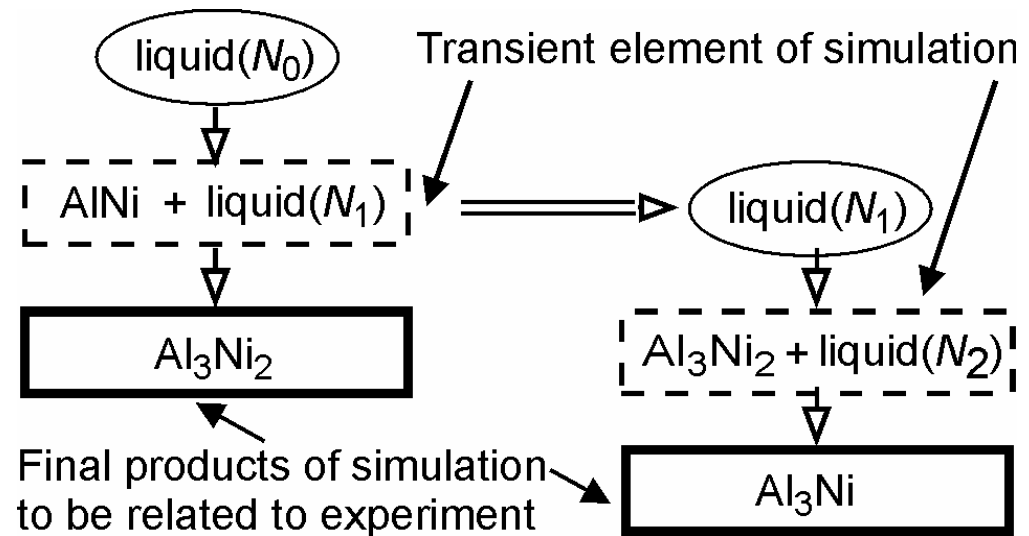 liquid(N₀)
Transient element of simulation
AlNi + liquid(N₁)
liquid(N₁)
Al₃Ni₂
Al₃Ni₂ + liquid(N₂)
Final products of simulation
to be related to experiment
Al₃Ni